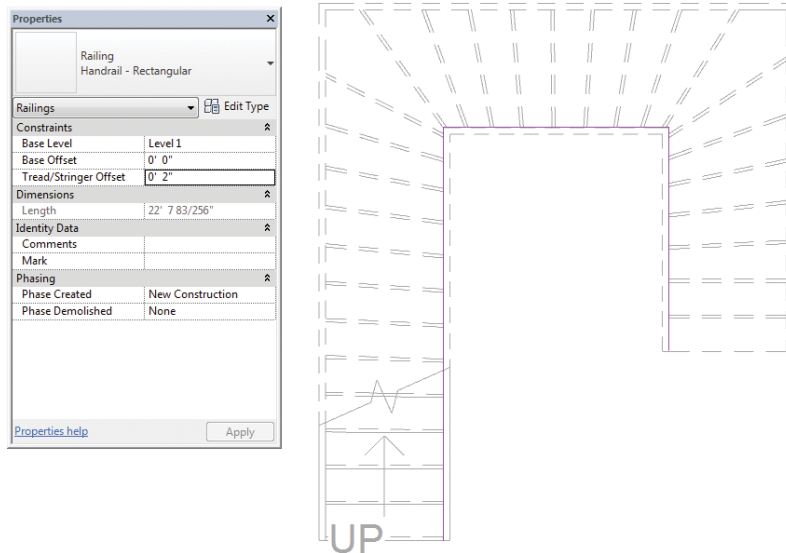 Properties
Railing
Handrail - Rectangular
Railings Edit Type
Constraints
Base Level Level 1
Base Offset 0' 0"
Tread/Stringer Offset 0' 2"
Dimensions
Length 22' 7 83/256"
Identity Data
Comments
Mark
Phasing
Phase Created New Construction
Phase Demolished None
Properties help Apply
UP